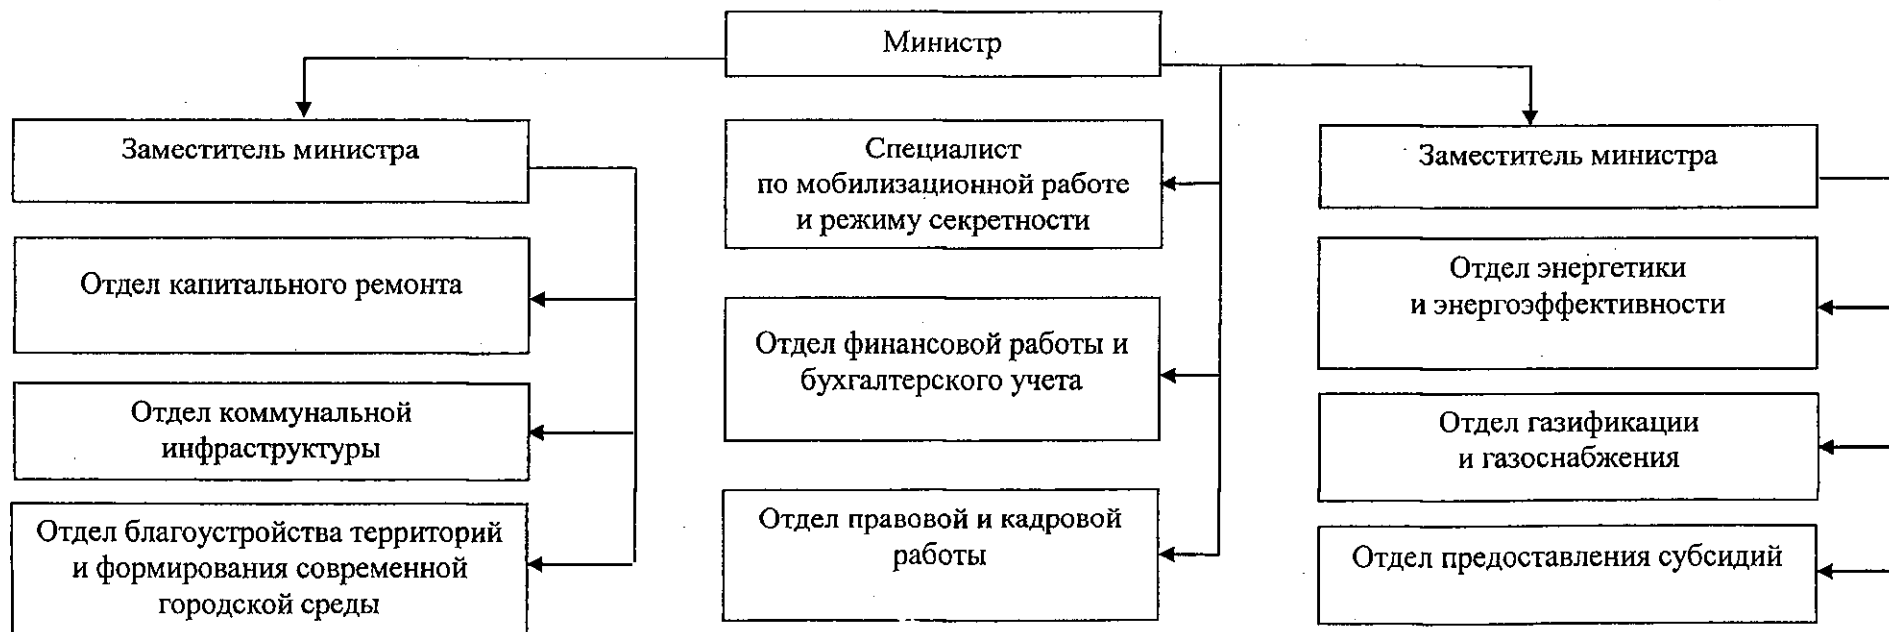 Министр
Заместитель министра
Отдел капитального ремонта
Отдел коммунальной
инфраструктуры
Отдел благоустройства территорий
и формирования современной
городской среды
Специалист
по мобилизационной работе
и режиму секретности
Отдел финансовой работы и
бухгалтерского учета
Отдел правовой и кадровой
работы
Заместитель министра
Отдел энергетики
и энергоэффективности
Отдел газификации
и газоснабжения
Отдел предоставления субсидий